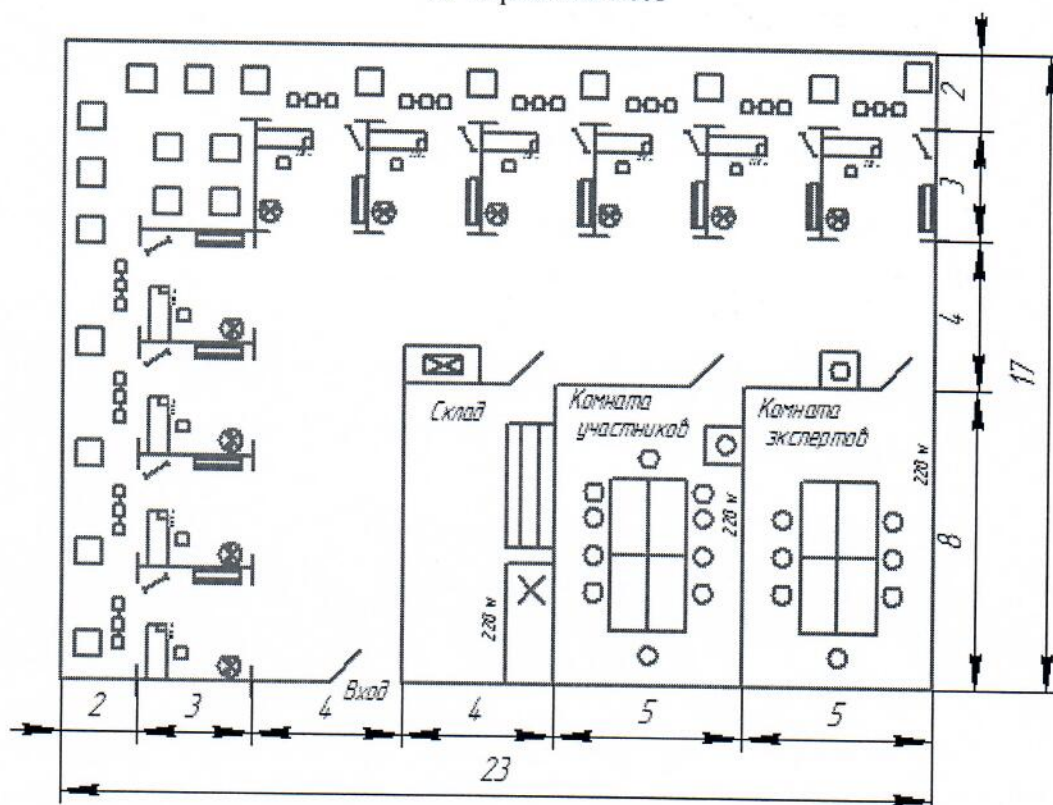 2
3
4
17
Склад
Комната
участников
Комната
экспертов
220 w
220 w
220 w
8
Вход
2
3
4
4
5
5
23